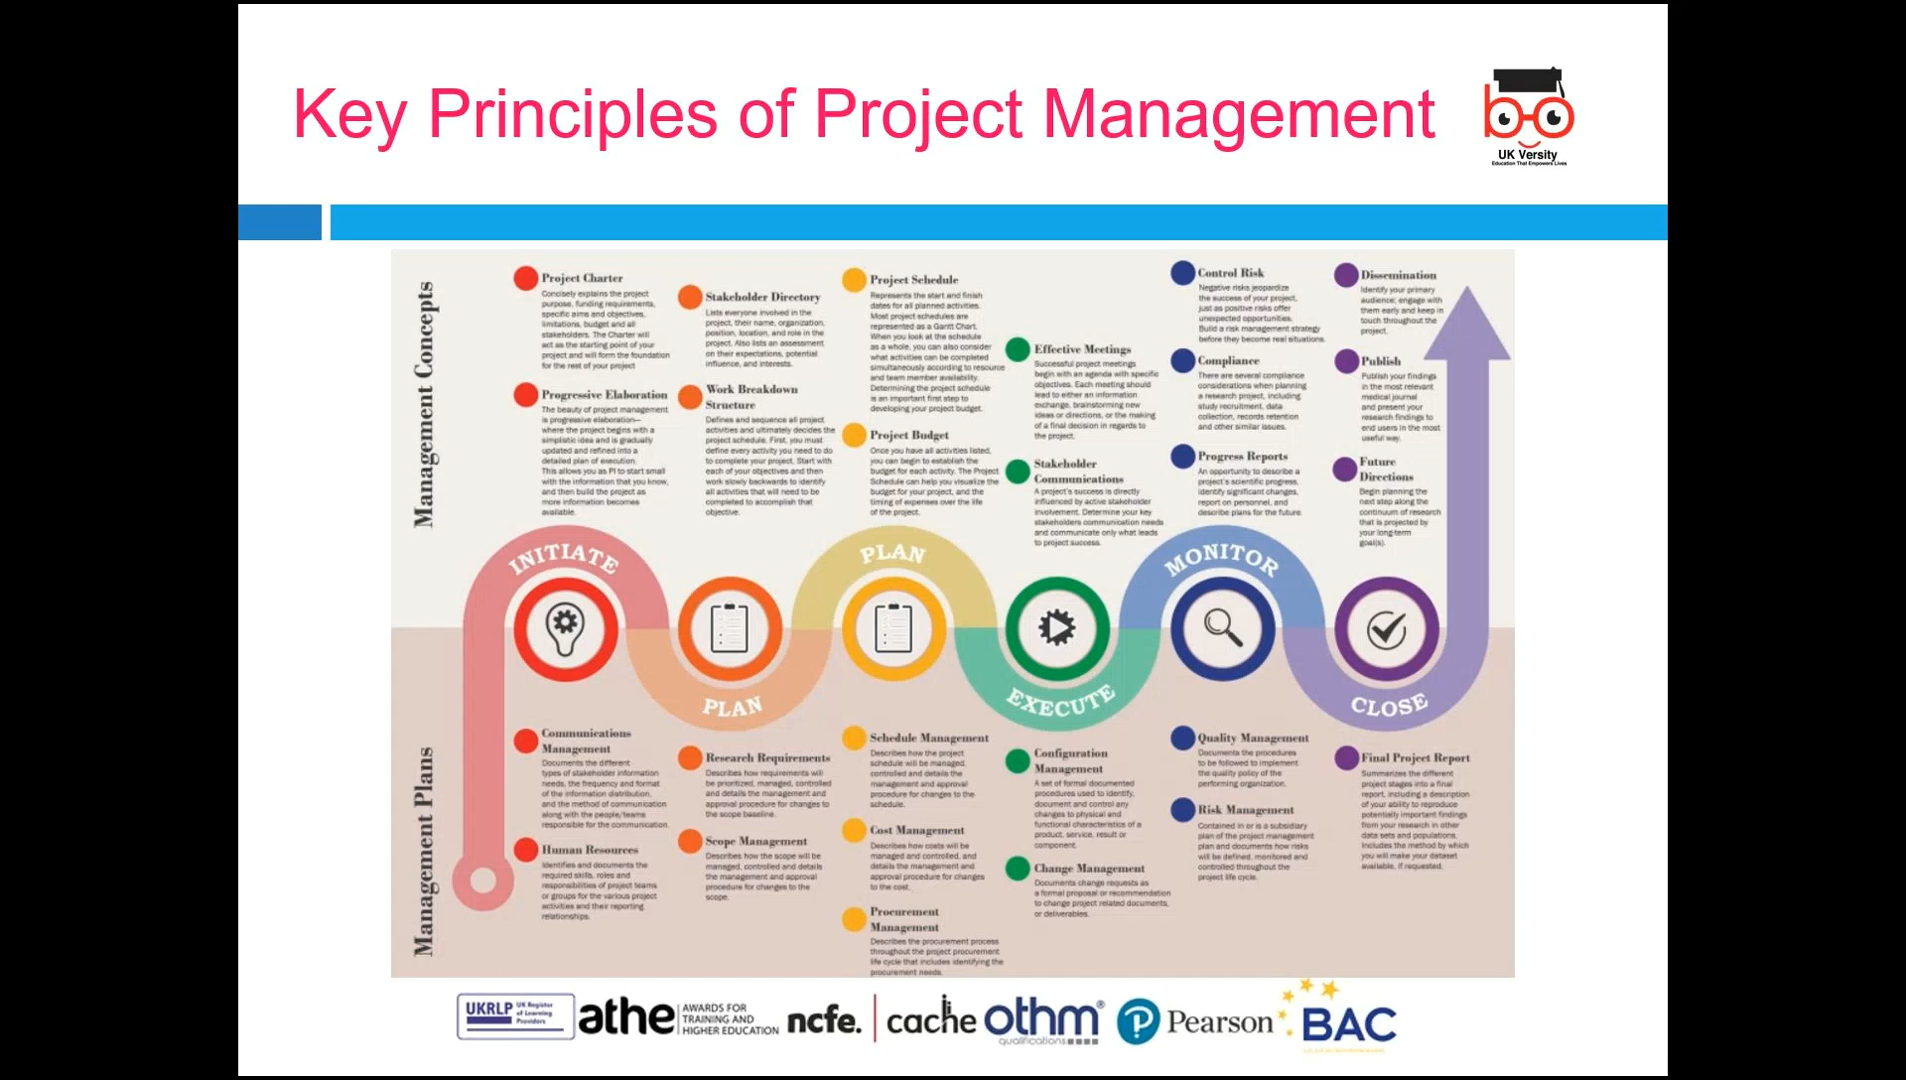 Key Principles of Project Management
UK Versity
Education That Empowers Lives
Management Concepts
Project Charter
Concisely explains the project
purpose, funding requirements,
specific aims and objectives,
limitations, budget and all
stakeholders. The Charter will
act as the starting point of your
project and will form the foundation
for the rest of your project
Progressive Elaboration
The beauty of project management
is progressive elaboration—
where the project begins with a
simplistic idea and is gradually
updated and refined into a
detailed plan of execution.
This allows you as PI to start small
with the information that you know,
and then build the project as
more information becomes
available.
Stakeholder Directory
Lists everyone involved in the
project, their name, organization,
position, location, and role in the
project. Also lists an assessment
on their expectations, potential
influence, and interests.
Work Breakdown
Structure
Defines and sequence all project
activities and ultimately decides the
project schedule. First, you must
define every activity you need to do
to complete your project. Start with
each of your objectives and then
work slowly backwards to identify
all activities that will need to be
completed to accomplish that
objective.
Project Schedule
Represents the start and finish
dates for all planned activities.
Most project schedules are
represented as a Gantt Chart.
When you look at the schedule
as a whole, you can also consider
what activities can be completed
simultaneously according to resource
and team member availability.
Determining the project schedule
is an important first step to
developing your project budget.
Project Budget
Once you have all activities listed,
you can begin to establish the
budget for each activity. The Project
Schedule can help you visualize the
budget for your project, and the
timing of expenses over the life
of the project.
Effective Meetings
Successful project meetings
begin with an agenda with specific
objectives. Each meeting should
lead to either an information
exchange, brainstorming new
ideas or directions, or the making
of a final decision in regards to
the project.
Stakeholder
Communications
A project's success is directly
influenced by active stakeholder
involvement. Determine your key
stakeholders communication needs
and communicate only what leads
to project success.
Control Risk
Negative risks jeopardize
the success of your project,
just as positive risks offer
unexpected opportunities.
Build a risk management strategy
before they become real situations.
Compliance
There are several compliance
considerations when planning
a research project, including
study recruitment, data
collection, records retention
and other similar issues.
Progress Reports
An opportunity to describe a
project's scientific progress,
identify significant changes,
report on personnel, and
describe plans for the future.
Dissemination
Identify your primary
audience; engage with
them early and keep in
touch throughout the
project.
Publish
Publish your findings
in the most relevant
medical journal
and present your
research findings to
end users in the most
useful way.
Future
Directions
Begin planning the
next step along the
continuum of research
that is projected by
your long-term
goal(s).
INITIATE
PLAN
PLAN
EXECUTE
MONITOR
CLOSE
Management Plans
Communications
Management
Documents the different
types of stakeholder information
needs, the frequency and format
of the information distribution,
and the method of communication
along with the people/teams
responsible for the communication.
Human Resources
Identifies and documents the
required skills, roles and
responsibilities of project teams
or groups for the various project
activities and their reporting
relationships.
Research Requirements
Describes how requirements will
be prioritized, managed, controlled
and details the management and
approval procedure for changes to
the scope baseline.
Scope Management
Describes how the scope will be
managed, controlled and details
the management and approval
procedure for changes to the
scope.
Schedule Management
Describes how the project
schedule will be managed,
controlled and details the
management and approval
procedure for changes to the
schedule.
Cost Management
Describes how costs will be
managed and controlled, and
details the management and
approval procedure for changes
to the cost.
Procurement
Management
Describes the procurement process
throughout the project procurement
life cycle that includes identifying the
procurement needs.
Configuration
Management
A set of formal documented
procedures used to identify,
document and control any
changes to physical and
functional characteristics of a
product, service, result or
component.
Change Management
Documents change requests as
a formal proposal or recommendation
to change project related documents,
or deliverables.
Quality Management
Documents the procedures
to be followed to implement
the quality policy of the
performing organization.
Risk Management
Contained in or is a subsidiary
plan of the project management
plan and documents how risks
will be defined, monitored and
controlled throughout the
project life cycle.
Final Project Report
Summarizes the different
project stages into a final
report, including a description
of your ability to reproduce
potentially important findings
from your research in other
data sets and populations.
Includes the method by which
you will make your dataset
available, if requested.
UKRLP UK Register
of Learning
Providers
athe AWARDS FOR
TRAINING AND
HIGHER EDUCATION
ncfe.
cache
othm®
qualifications
Pearson
BAC